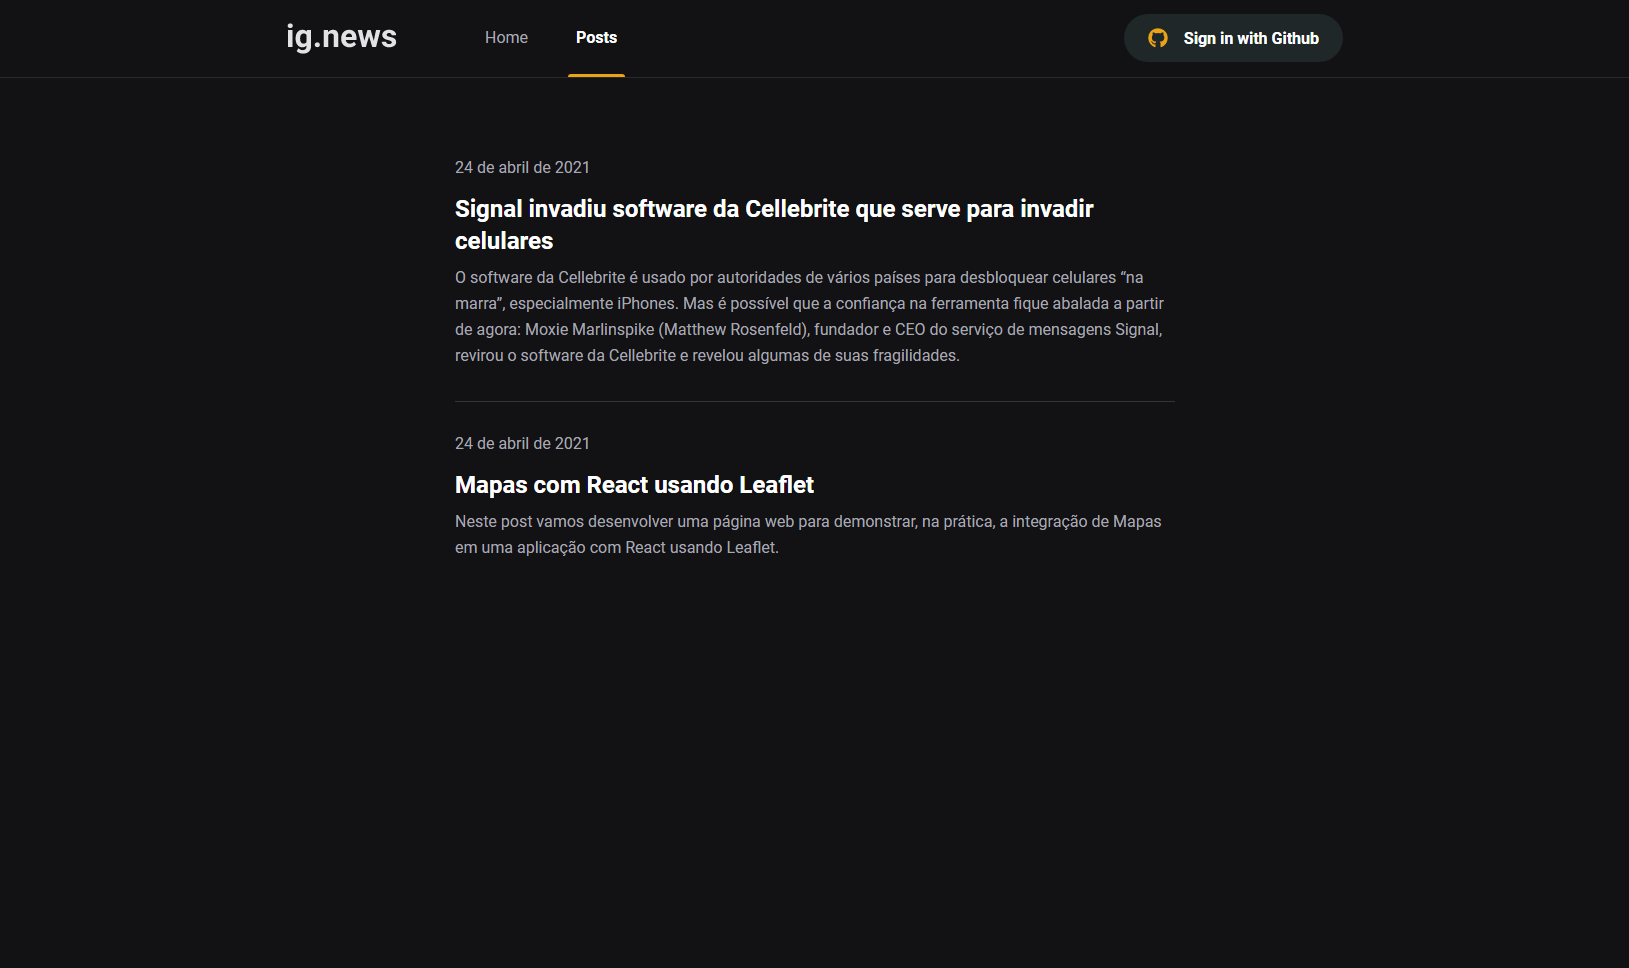 ig.news
Home
Posts
Sign in with Github
24 de abril de 2021
Signal invadiu software da Cellebrite que serve para invadir
celulares
O software da Cellebrite é usado por autoridades de vários países para desbloquear celulares “na
marra”, especialmente iPhones. Mas é possível que a confiança na ferramenta fique abalada a partir
de agora: Moxie Marlinspike (Matthew Rosenfeld), fundador e CEO do serviço de mensagens Signal,
revirou o software da Cellebrite e revelou algumas de suas fragilidades.
24 de abril de 2021
Mapas com React usando Leaflet
Neste post vamos desenvolver uma página web para demonstrar, na prática, a integração de Mapas
em uma aplicação com React usando Leaflet.